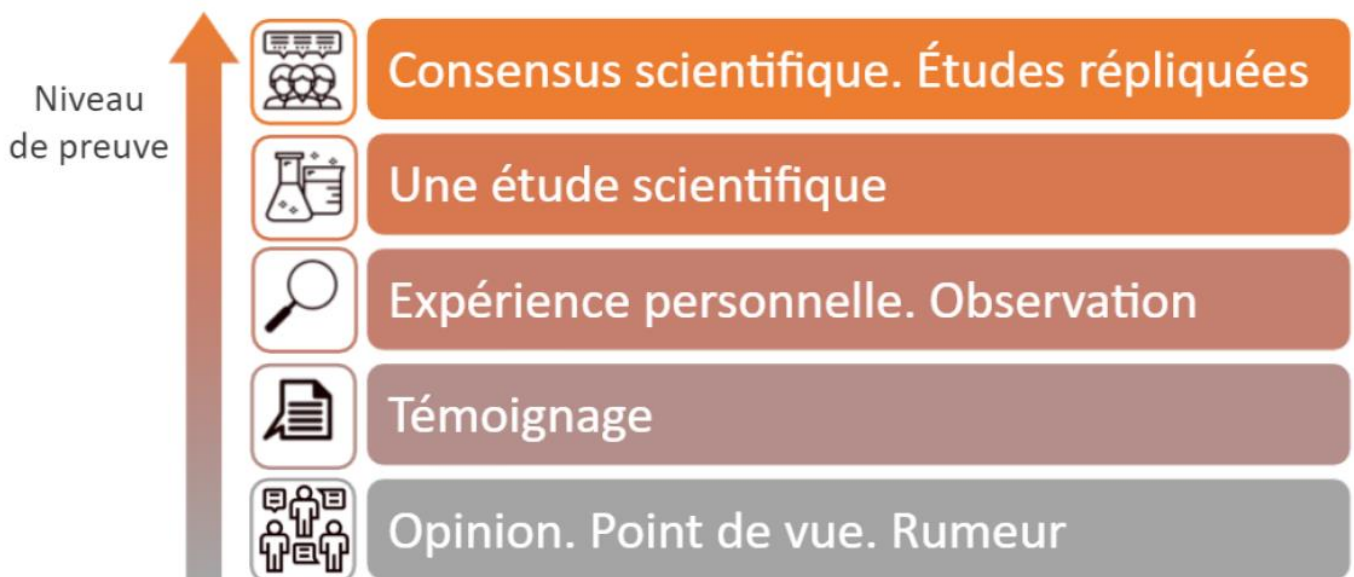 Niveau
de preuve
Consensus scientifique. Études répliquées
Une étude scientifique
Expérience personnelle. Observation
Témoignage
Opinion. Point de vue. Rumeur